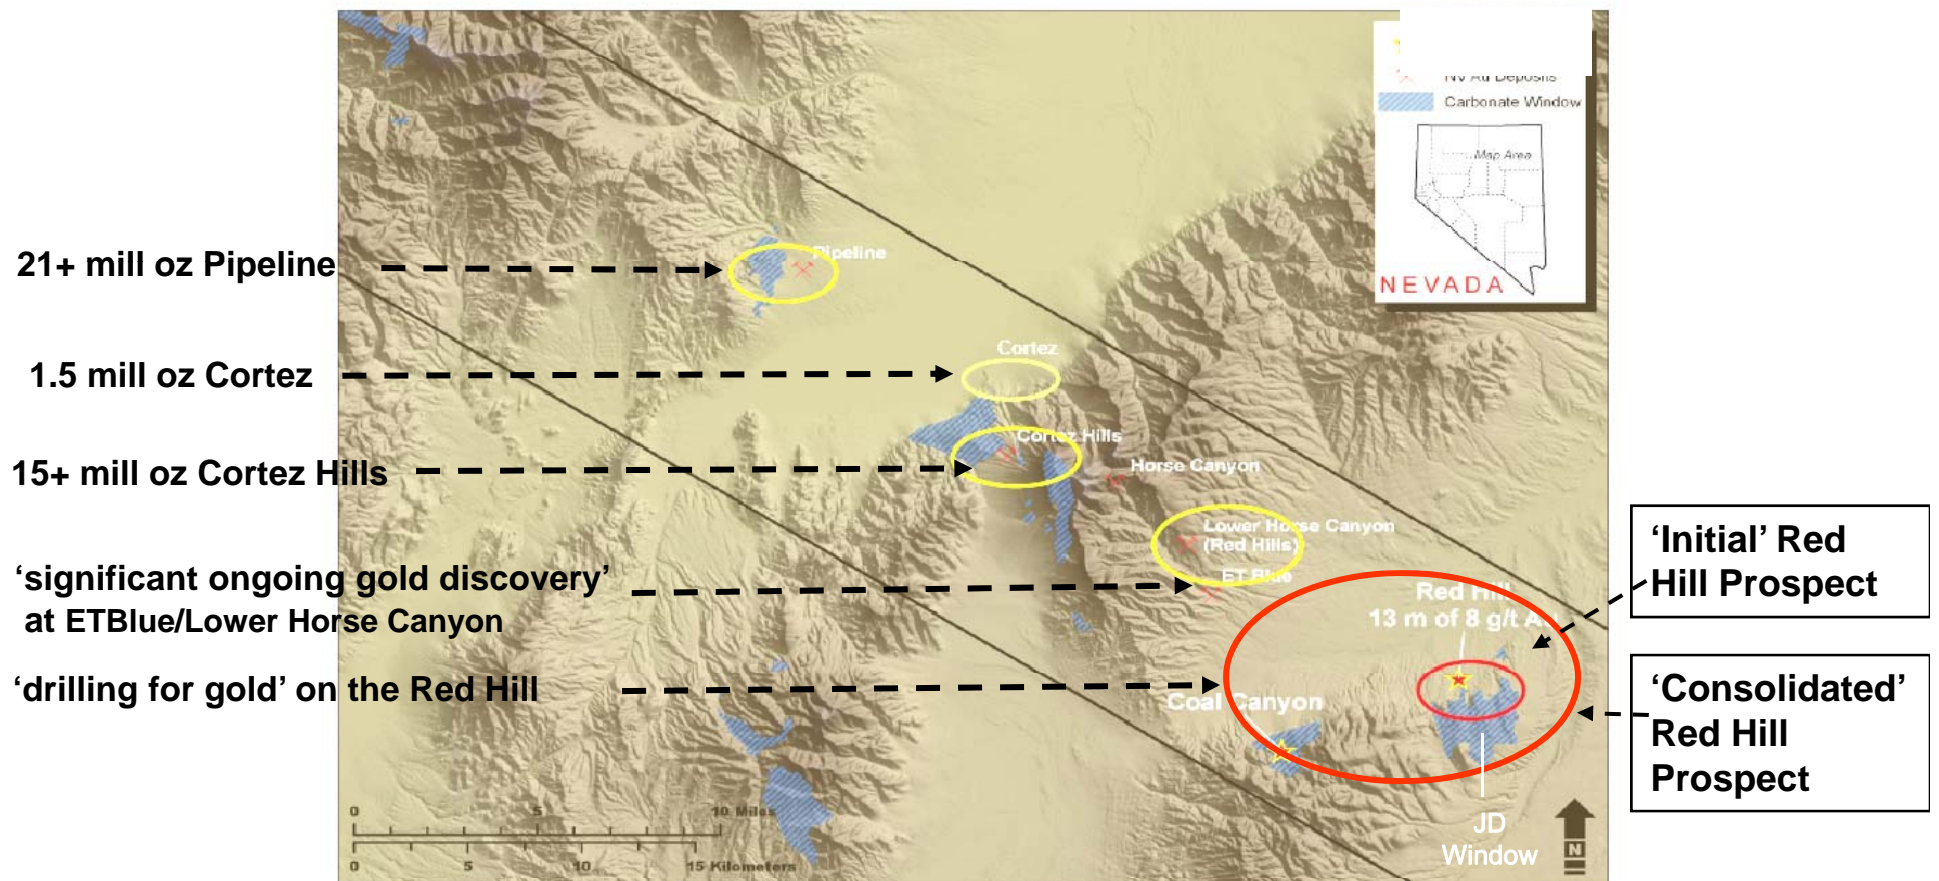 NV Au Deposits
Carbonate Window
Map Area
NEVADA
21+ mill oz Pipeline
Pipeline
1.5 mill oz Cortez
Cortez
15+ mill oz Cortez Hills
Cortez Hills
Horse Canyon
Lower Horse Canyon
(Red Hills)
ET Blue
‘significant ongoing gold discovery’
at ETBlue/Lower Horse Canyon
‘drilling for gold’ on the Red Hill
Red Hill
13 m of 8 g/t Au
Coal Canyon
‘Initial’ Red
Hill Prospect
‘Consolidated’
Red Hill
Prospect
JD
Window
0 5 10 Miles
0 5 10 15 Kilometers
N